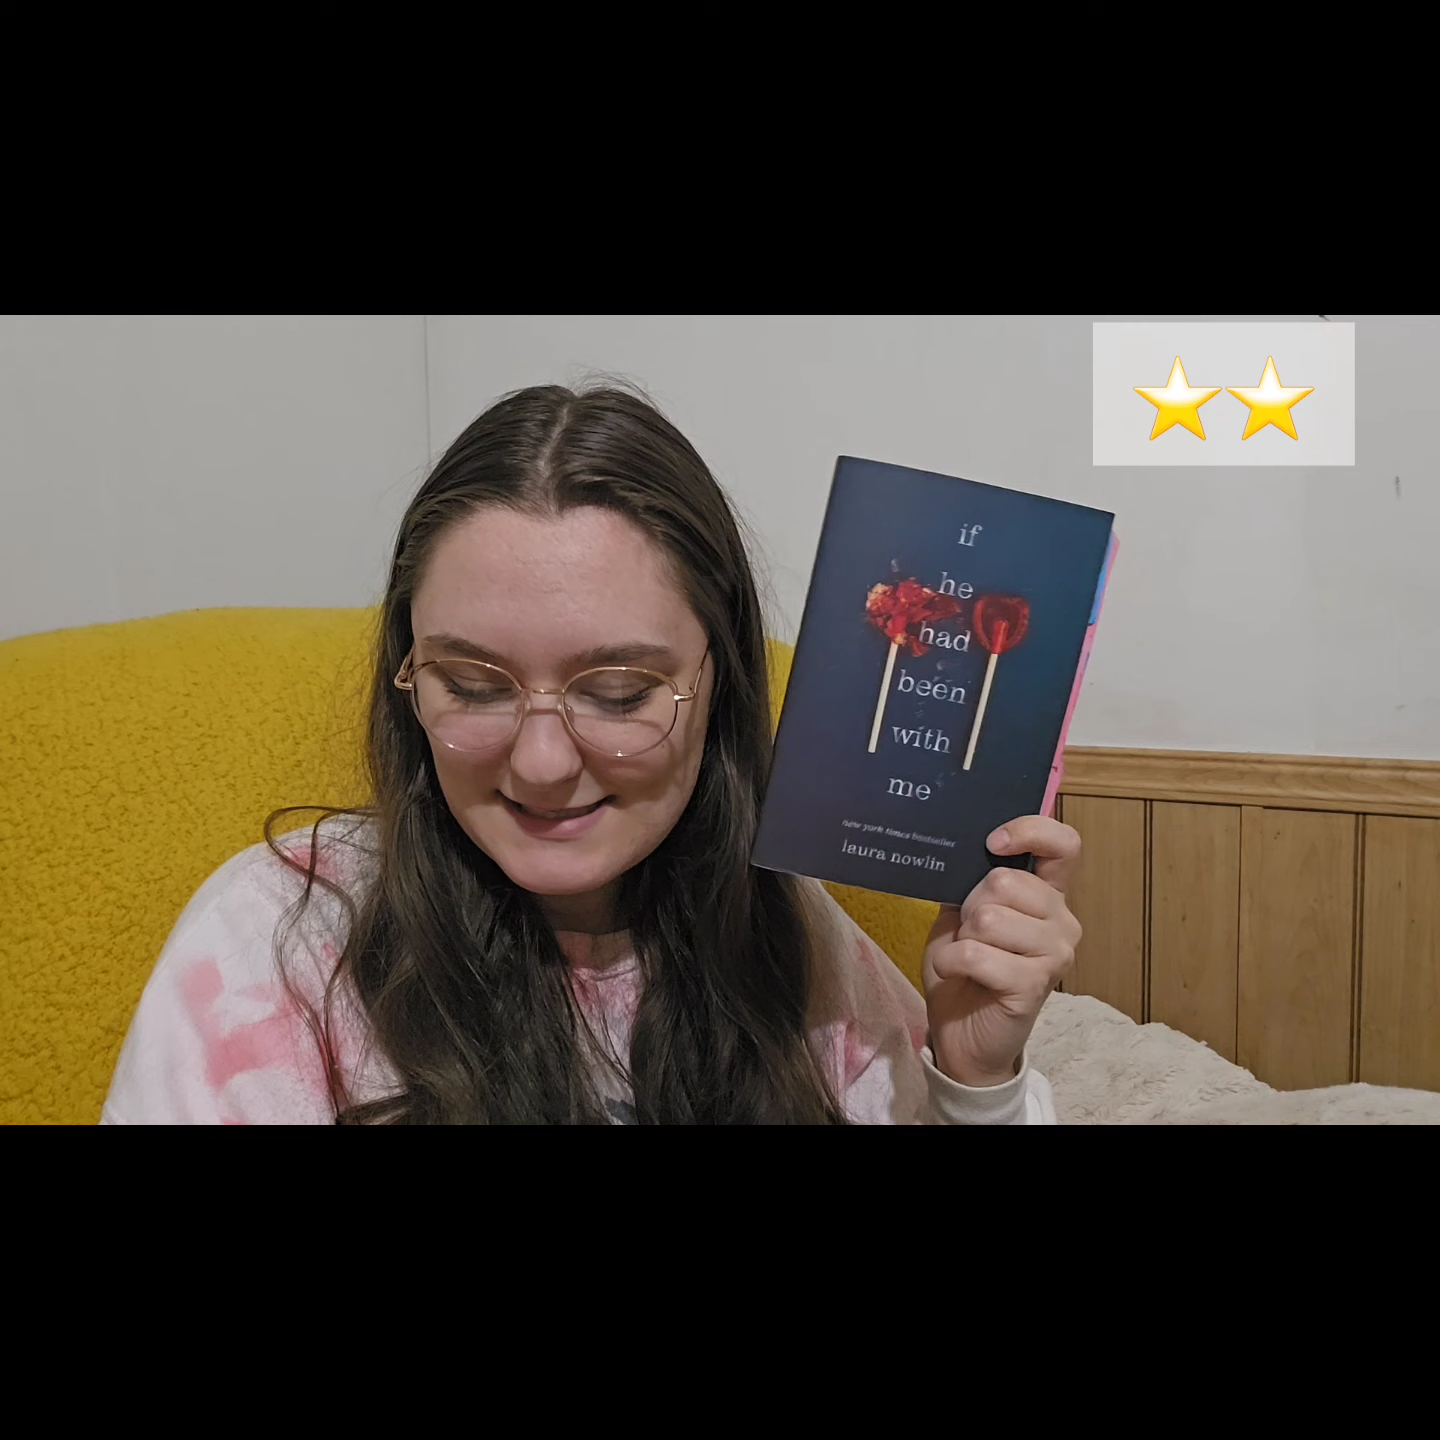 if
he
had
been
with
me
new york times bestseller
laura nowlin